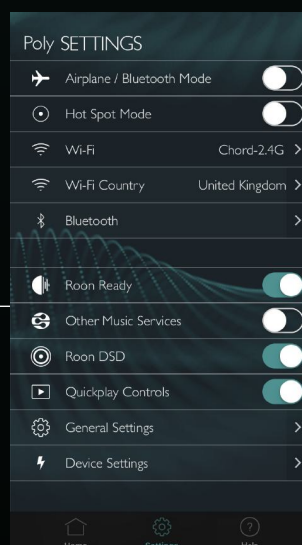 Poly SETTINGS
Airplane / Bluetooth Mode
Hot Spot Mode
Wi-Fi Chord-2.4G >
Wi-Fi Country United Kingdom >
Bluetooth >
Roon Ready
Other Music Services
Roon DSD
Quickplay Controls
General Settings >
Device Settings >
Home Settings Help